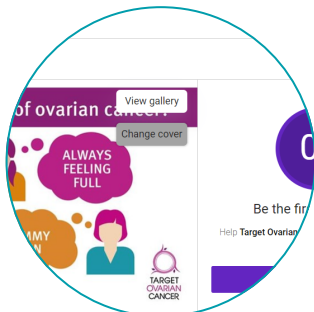 of ovarian cancer?
View gallery
Change cover
ALWAYS
FEELING
FULL
Be the fir
Help Target Ovarian
TARGET
OVARIAN
CANCER